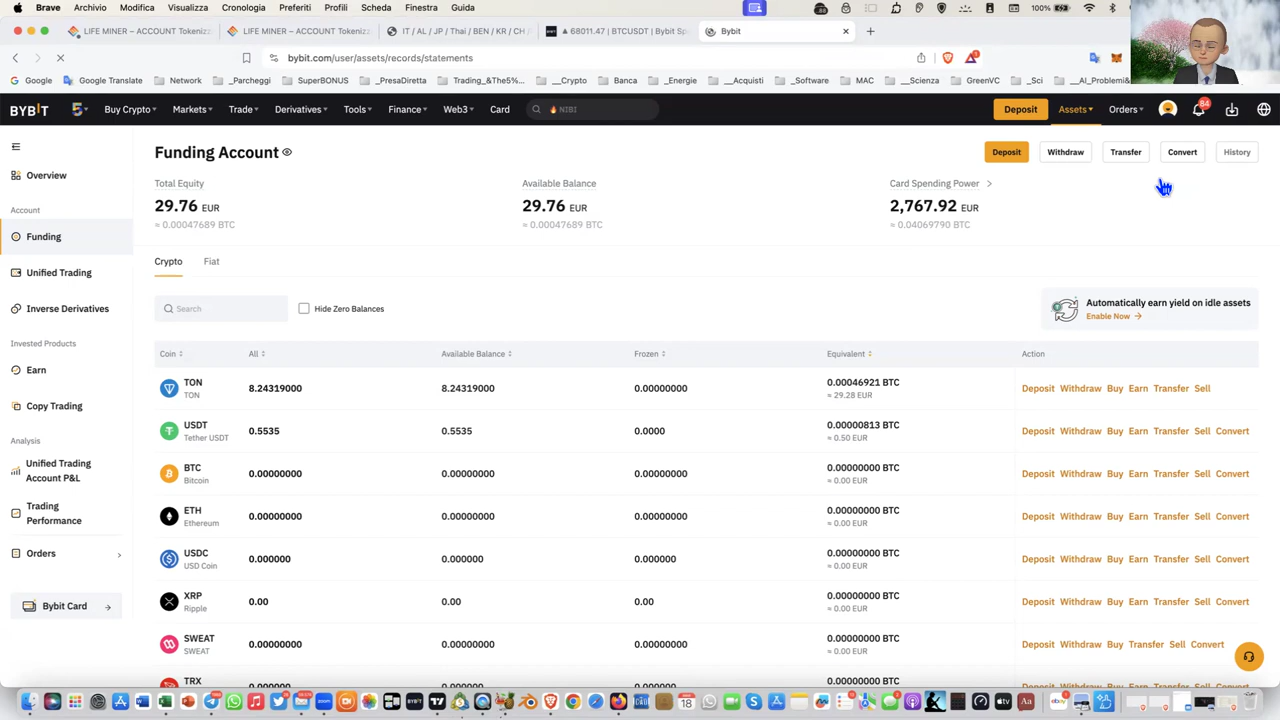 Brave Archivio Modifica Visualizza Cronologia Preferiti Profili Scheda Finestra Guida 100%
LIFE MINER – ACCOUNT Tokeniz
LIFE MINER – ACCOUNT Tokeniz
IT / AL / JP / Thai / BEN / KR / CH /
▲ 68011.47 | BTCUSDT | Bybit Sp
Bybit
bybit.com/user/assets/records/statements
Google Google Translate Network _Parcheggi SuperBONUS _PresaDiretta Trading_&The5%... __Crypto Banca _Energie __Acquisti _Software MAC __Scienza GreenVC _Sci __AI_Problemi&
BYBIT Buy Crypto Markets Trade Derivatives Tools Finance Web3 Card NIBI Deposit Assets Orders 84
Funding Account
Deposit Withdraw Transfer Convert History
Overview
Account
Funding
Unified Trading
Inverse Derivatives
Invested Products
Earn
Copy Trading
Analysis
Unified Trading
Account P&L
Trading
Performance
Orders
Bybit Card
Total Equity Available Balance Card Spending Power
29.76 EUR 29.76 EUR 2,767.92 EUR
≈ 0.00047689 BTC ≈ 0.00047689 BTC ≈ 0.04069790 BTC
Crypto Fiat
Search Hide Zero Balances
Automatically earn yield on idle assets
Enable Now
Coin All Available Balance Frozen Equivalent Action
TON 8.24319000 8.24319000 0.00000000 0.00046921 BTC Deposit Withdraw Buy Earn Transfer Sell
TON ≈ 29.28 EUR
USDT 0.5535 0.5535 0.0000 0.00000813 BTC Deposit Withdraw Buy Earn Transfer Sell Convert
Tether USDT ≈ 0.50 EUR
BTC 0.00000000 0.00000000 0.00000000 0.00000000 BTC Deposit Withdraw Buy Earn Transfer Sell Convert
Bitcoin ≈ 0.00 EUR
ETH 0.00000000 0.00000000 0.00000000 0.00000000 BTC Deposit Withdraw Buy Earn Transfer Sell Convert
Ethereum ≈ 0.00 EUR
USDC 0.000000 0.000000 0.000000 0.00000000 BTC Deposit Withdraw Buy Earn Transfer Sell Convert
USD Coin ≈ 0.00 EUR
XRP 0.00 0.00 0.00 0.00000000 BTC Deposit Withdraw Buy Earn Transfer Sell Convert
Ripple ≈ 0.00 EUR
SWEAT 0.00000000 0.00000000 0.00000000 0.00000000 BTC Deposit Withdraw Buy Transfer Sell Convert
SWEAT ≈ 0.00 EUR
TRX